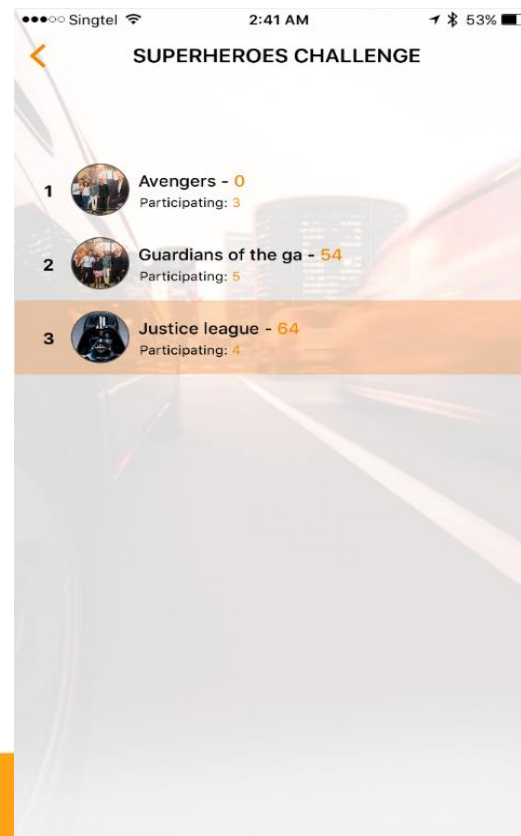 Singtel 2:41 AM 53%
SUPERHEROES CHALLENGE
1
Avengers - 0
Participating: 3
2
Guardians of the ga - 54
Participating: 5
3
Justice league - 64
Participating: 4